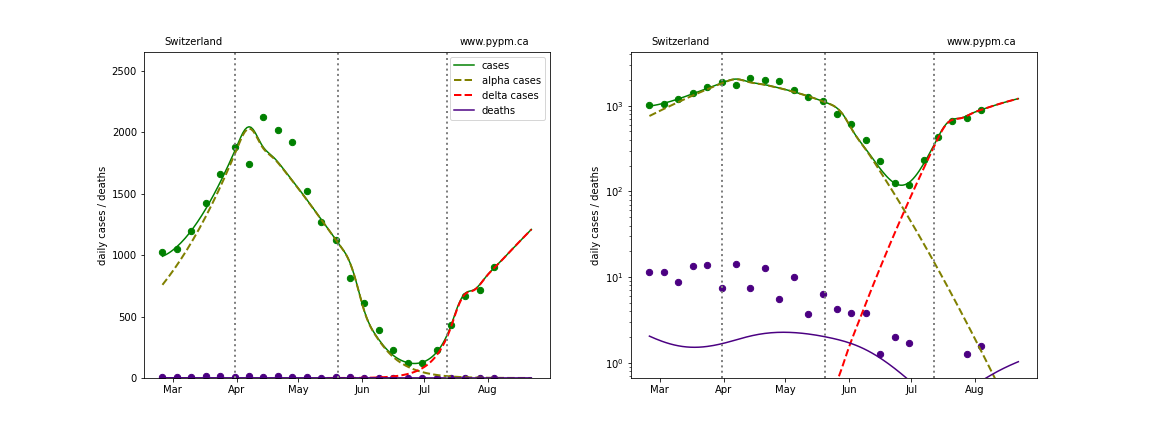 Switzerland www.pypm.ca
2500
2000
1500
1000
500
0
daily cases / deaths
cases
alpha cases
delta cases
deaths
Mar Apr May Jun Jul Aug
Switzerland www.pypm.ca
10³
10²
10¹
10⁰
daily cases / deaths
Mar Apr May Jun Jul Aug